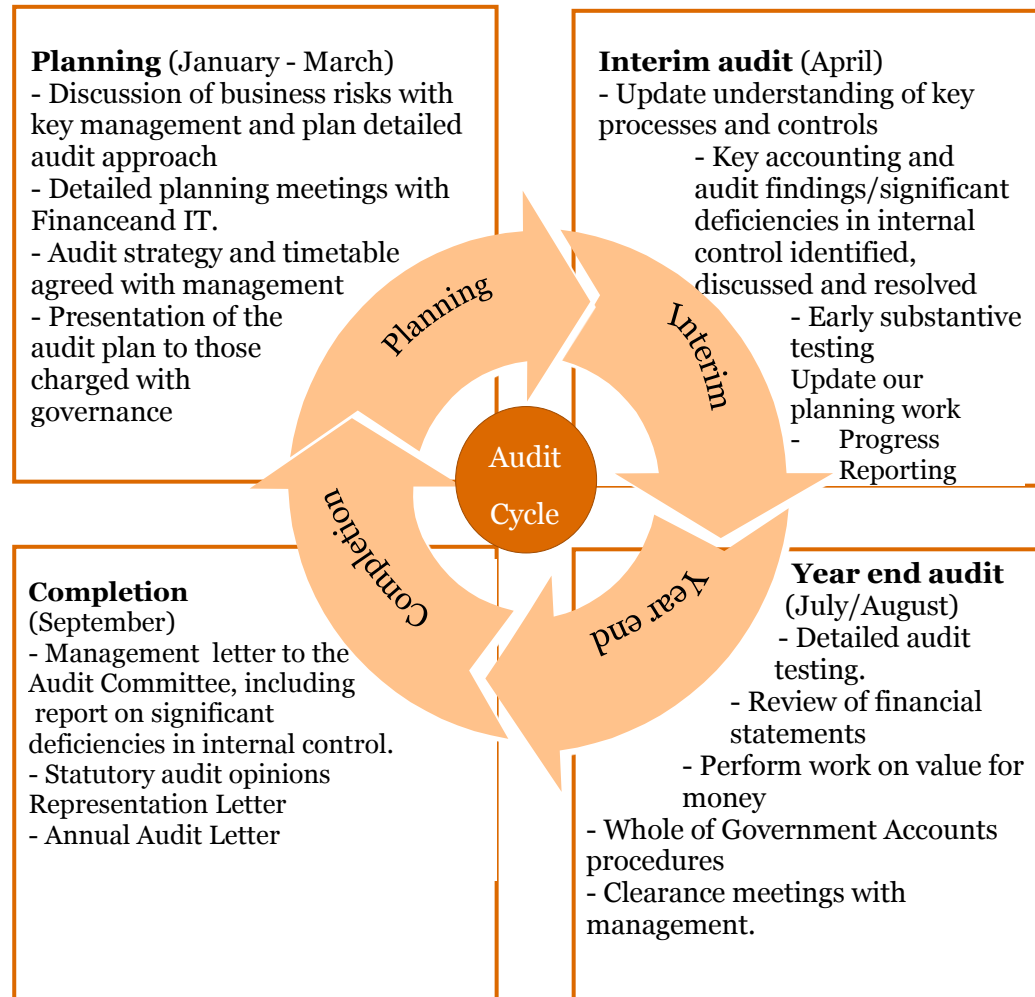 Planning (January - March)
- Discussion of business risks with
key management and plan detailed
audit approach
- Detailed planning meetings with
Financeand IT.
- Audit strategy and timetable
agreed with management
- Presentation of the
audit plan to those
charged with
governance
Interim audit (April)
- Update understanding of key
processes and controls
- Key accounting and
audit findings/significant
deficiencies in internal
control identified,
discussed and resolved
- Early substantive
testing
Update our
planning work
- Progress
Reporting
Planning
Interim
Audit
Cycle
Completion
Year end
Completion
(September)
- Management letter to the
Audit Committee, including
report on significant
deficiencies in internal control.
- Statutory audit opinions
Representation Letter
- Annual Audit Letter
Year end audit
(July/August)
- Detailed audit
testing.
- Review of financial
statements
- Perform work on value for
money
- Whole of Government Accounts
procedures
- Clearance meetings with
management.